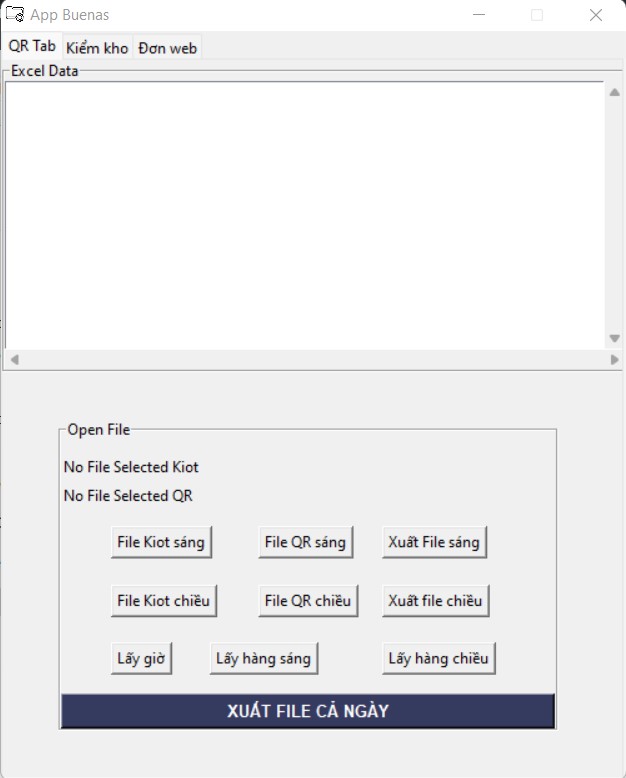 App Buenas
QR Tab Kiểm kho Đơn web
Excel Data
Open File
No File Selected Kiot
No File Selected QR
File Kiot sáng File QR sáng Xuất File sáng
File Kiot chiều File QR chiều Xuất file chiều
Lấy giờ Lấy hàng sáng Lấy hàng chiều
XUẤT FILE CẢ NGÀY